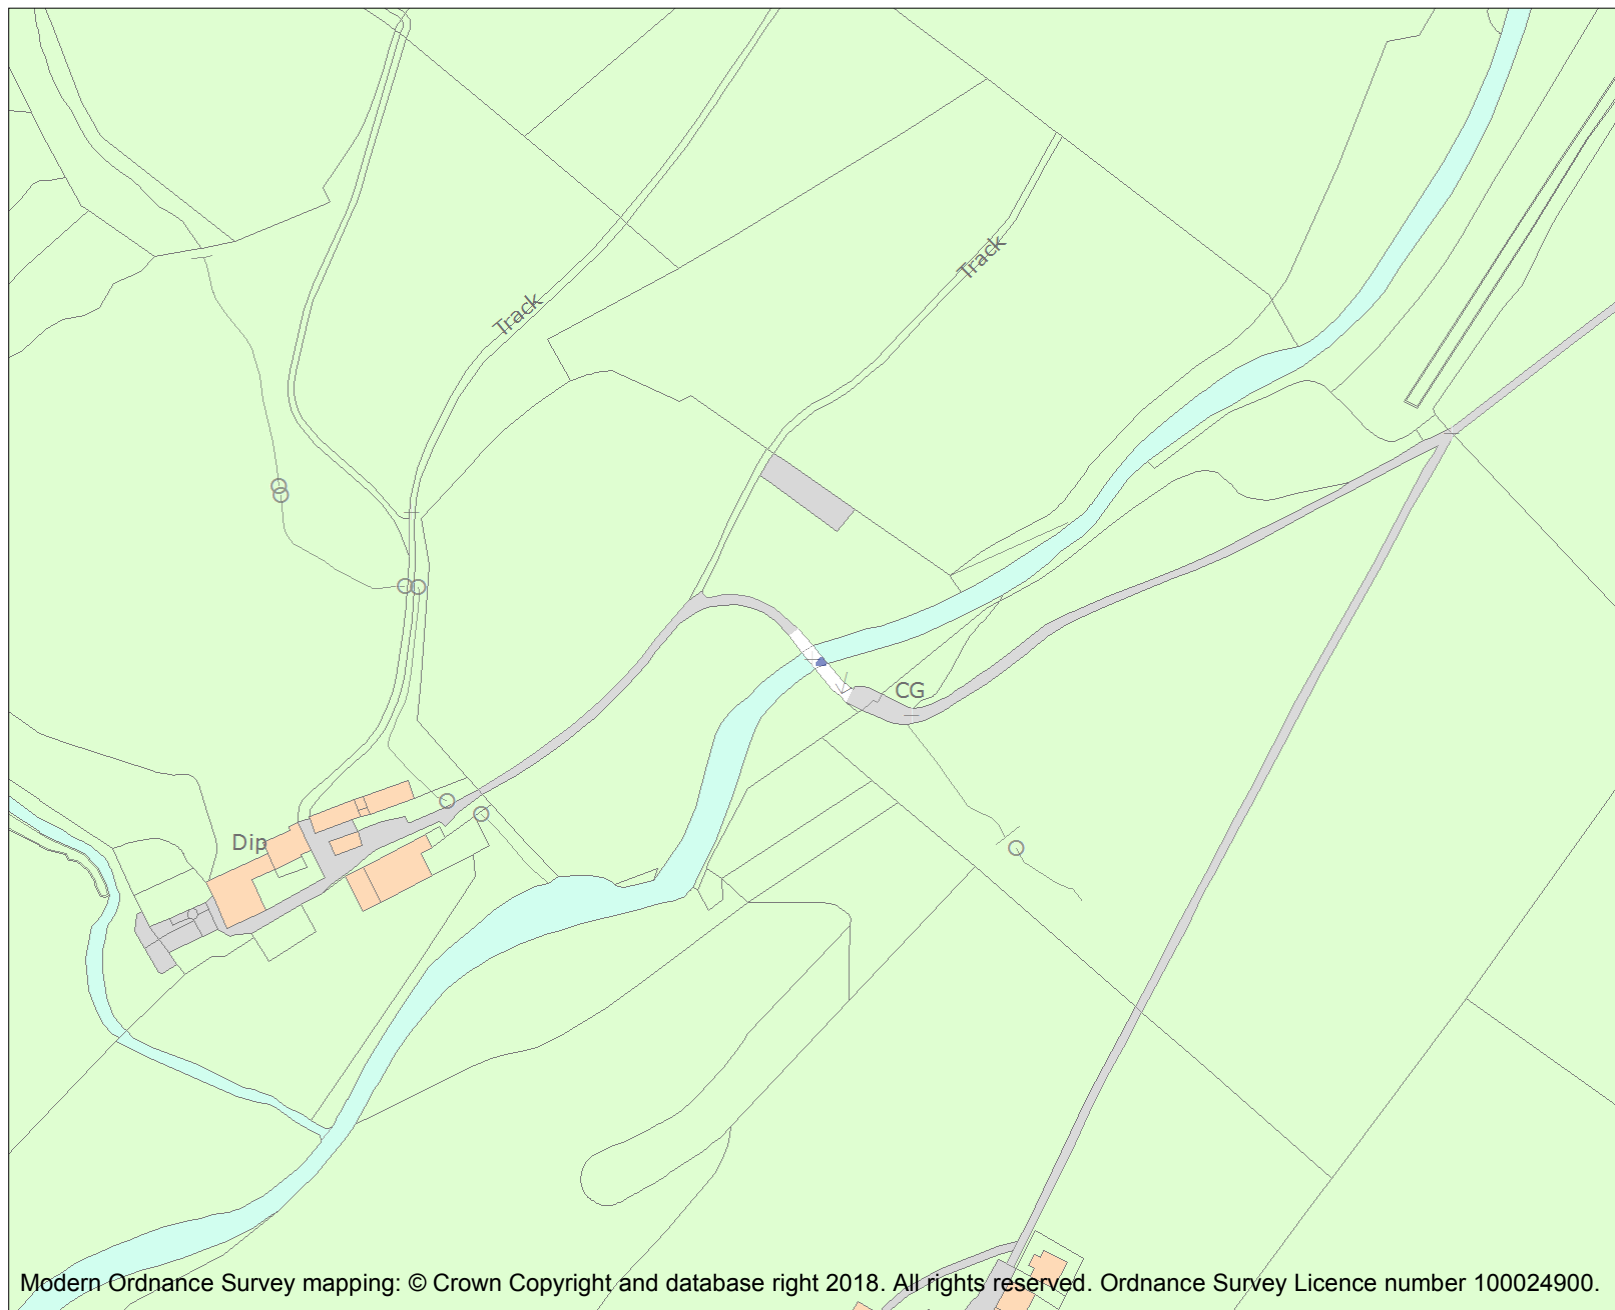 Track
Track
CG
Dip
Modern Ordnance Survey mapping: © Crown Copyright and database right 2018. All rights reserved. Ordnance Survey Licence number 100024900.